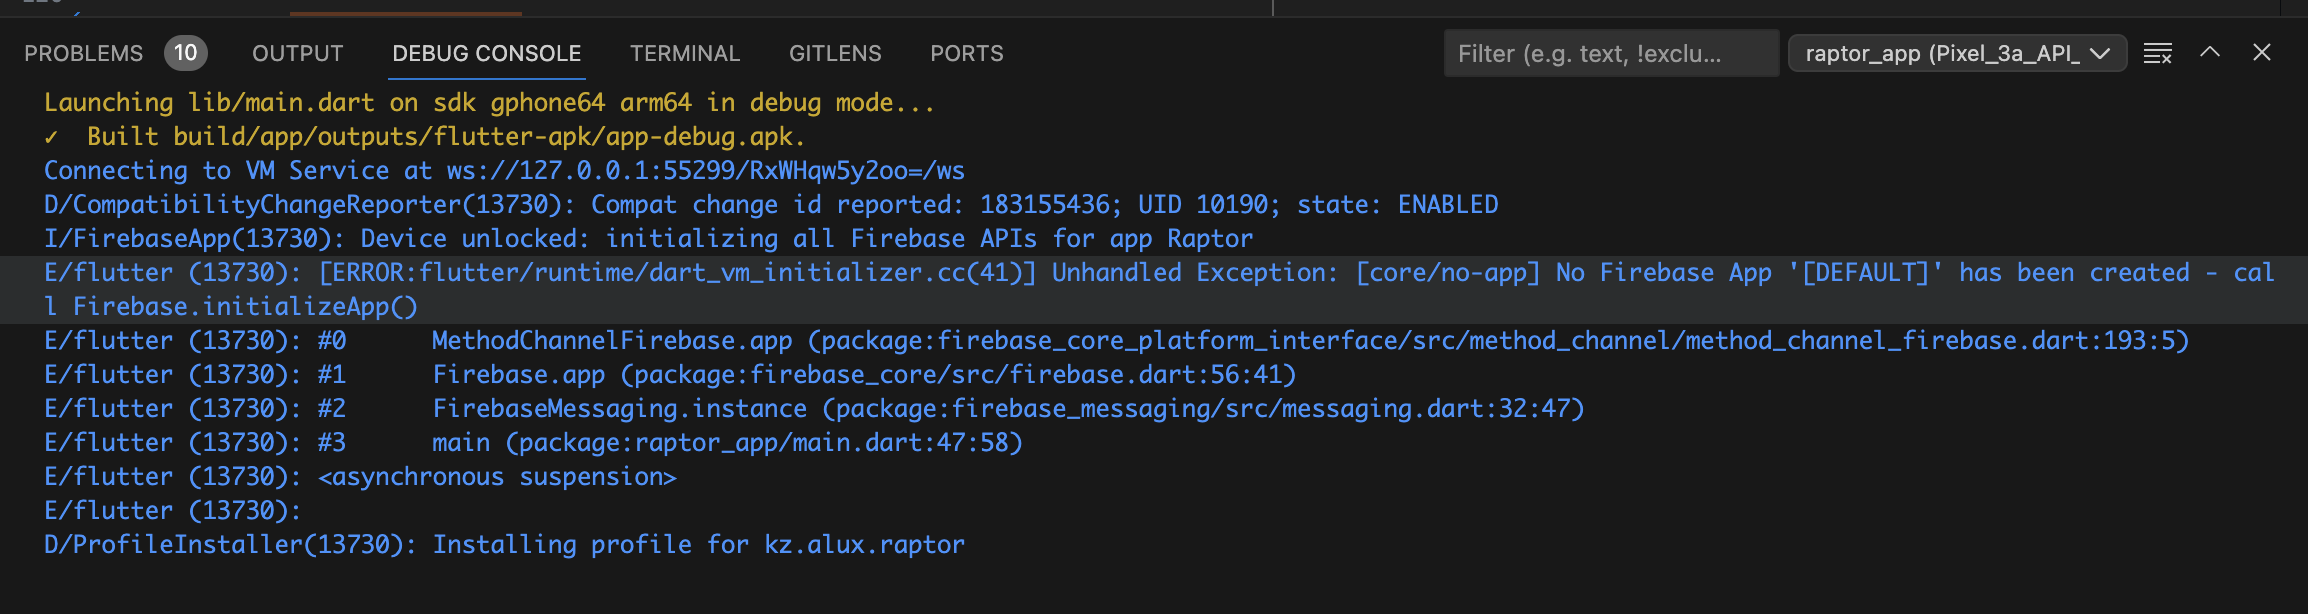 PROBLEMS 10 OUTPUT DEBUG CONSOLE TERMINAL GITLENS PORTS Filter (e.g. text, !exclu... raptor_app (Pixel_3a_API_
Launching lib/main.dart on sdk gphone64 arm64 in debug mode...
✓ Built build/app/outputs/flutter-apk/app-debug.apk.
Connecting to VM Service at ws://127.0.0.1:55299/RxWHqw5y2oo=/ws
D/CompatibilityChangeReporter(13730): Compat change id reported: 183155436; UID 10190; state: ENABLED
I/FirebaseApp(13730): Device unlocked: initializing all Firebase APIs for app Raptor
E/flutter (13730): [ERROR:flutter/runtime/dart_vm_initializer.cc(41)] Unhandled Exception: [core/no-app] No Firebase App '[DEFAULT]' has been created - cal
l Firebase.initializeApp()
E/flutter (13730): #0 MethodChannelFirebase.app (package:firebase_core_platform_interface/src/method_channel/method_channel_firebase.dart:193:5)
E/flutter (13730): #1 Firebase.app (package:firebase_core/src/firebase.dart:56:41)
E/flutter (13730): #2 FirebaseMessaging.instance (package:firebase_messaging/src/messaging.dart:32:47)
E/flutter (13730): #3 main (package:raptor_app/main.dart:47:58)
E/flutter (13730): <asynchronous suspension>
E/flutter (13730):
D/ProfileInstaller(13730): Installing profile for kz.alux.raptor